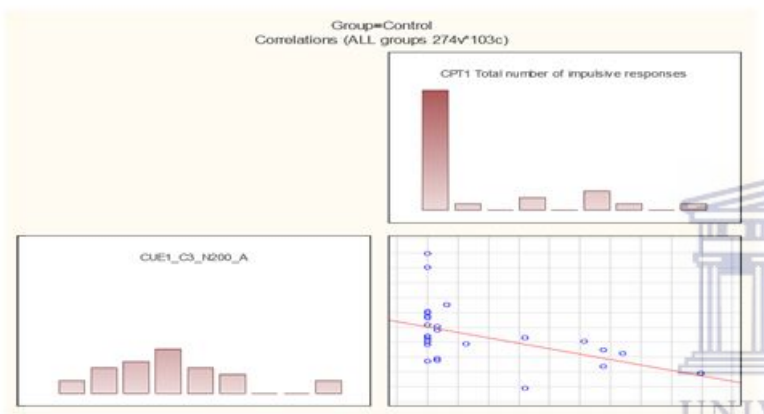 Group=Control
Correlations (ALL groups 274v*103c)
CPT1 Total number of impulsive responses
CUE1_C3_N200_A